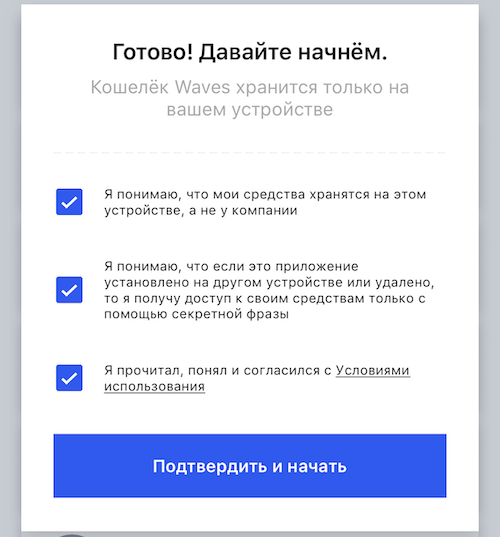 Готово! Давайте начнём.
Кошелёк Waves хранится только на
вашем устройстве
Я понимаю, что мои средства хранятся на этом
устройстве, а не у компании
Я понимаю, что если это приложение
установлено на другом устройстве или удалено,
то я получу доступ к своим средствам только с
помощью секретной фразы
Я прочитал, понял и согласился с Условиями
использования
Подтвердить и начать